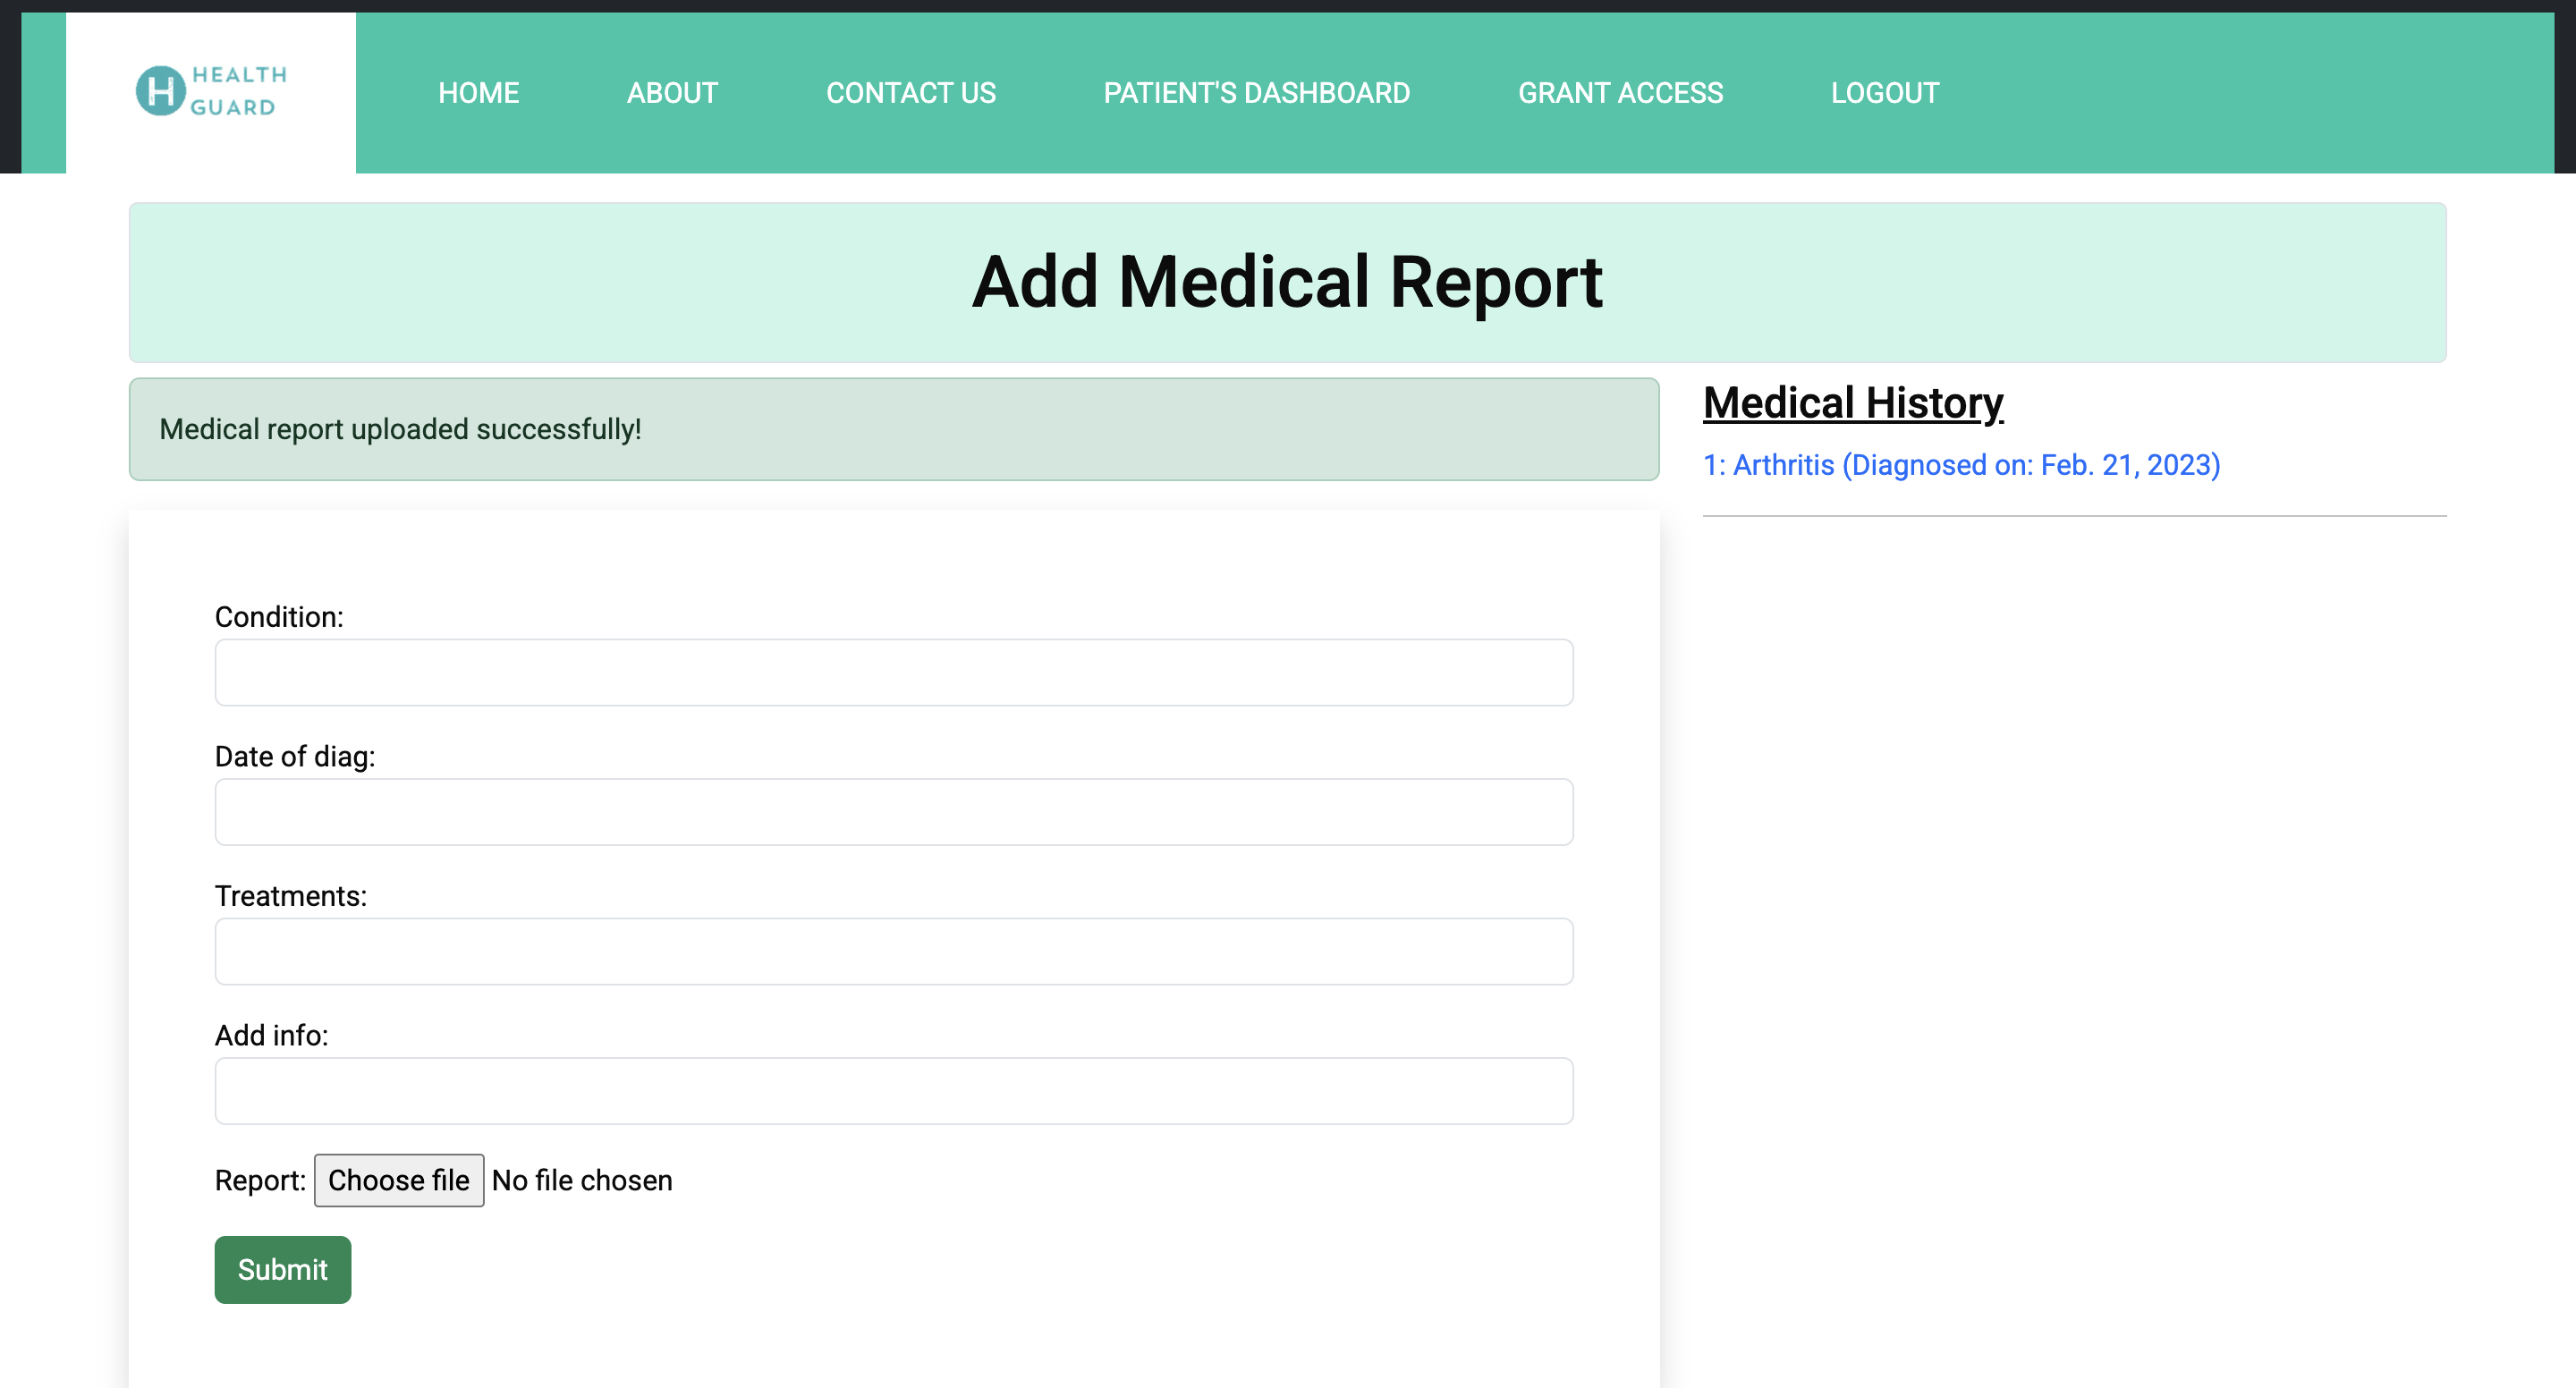 HEALTH
GUARD
HOME ABOUT CONTACT US PATIENT'S DASHBOARD GRANT ACCESS LOGOUT
Add Medical Report
Medical report uploaded successfully!
Medical History
1: Arthritis (Diagnosed on: Feb. 21, 2023)
Condition:
Date of diag:
Treatments:
Add info:
Report: Choose file No file chosen
Submit